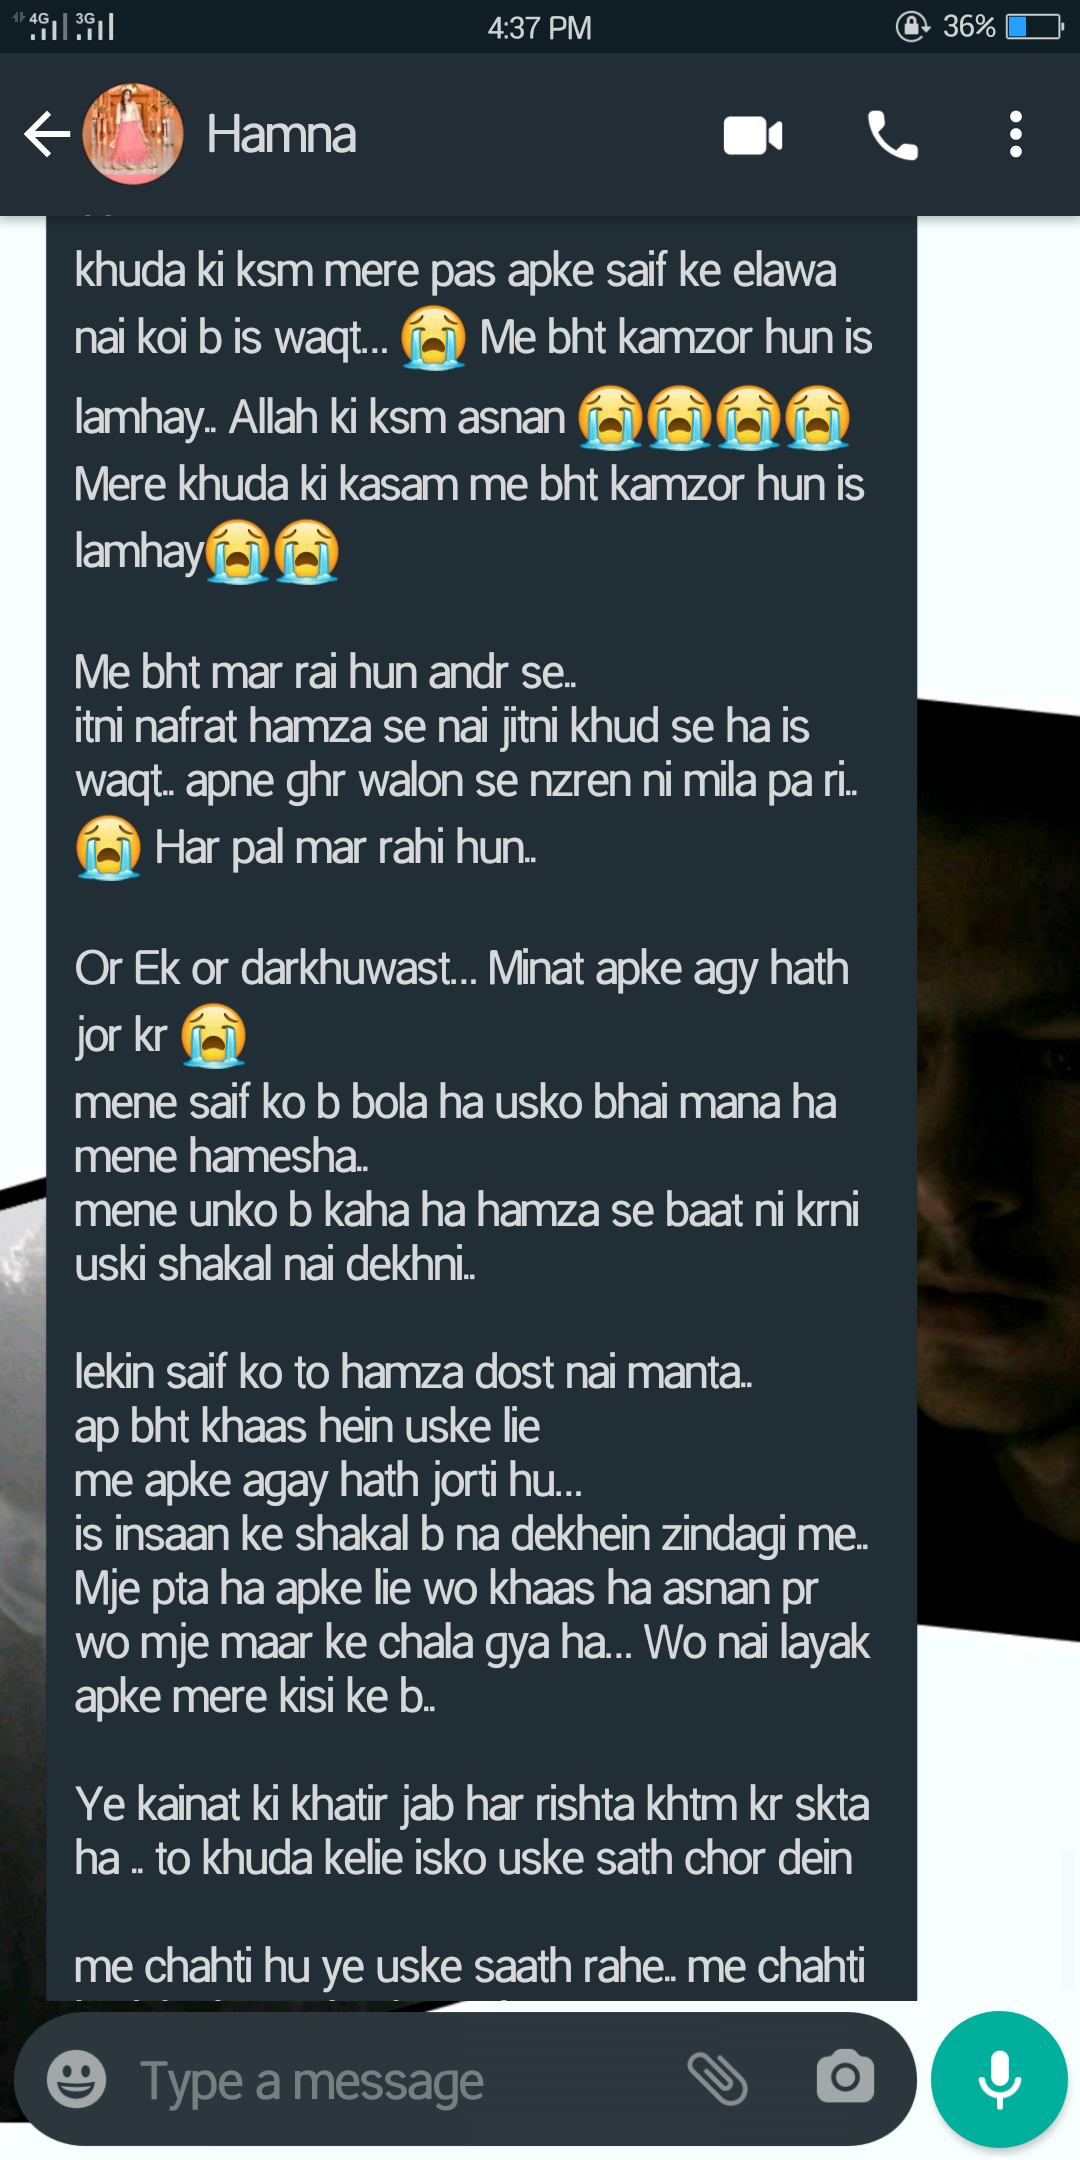 4G 3G 4:37 PM 36%
Hamna
khuda ki ksm mere pas apke saif ke elawa
nai koi b is waqt... 😭 Me bht kamzor hun is
lamhay.. Allah ki ksm asnan 😭😭😭😭
Mere khuda ki kasam me bht kamzor hun is
lamhay😭😭
Me bht mar rai hun andr se..
itni nafrat hamza se nai jitni khud se ha is
waqt.. apne ghr walon se nzren ni mila pa ri..
😭 Har pal mar rahi hun..
Or Ek or darkhuwast... Minat apke agy hath
jor kr 😭
mene saif ko b bola ha usko bhai mana ha
mene hamesha..
mene unko b kaha ha hamza se baat ni krni
uski shakal nai dekhni..
lekin saif ko to hamza dost nai manta..
ap bht khaas hein uske lie
me apke agay hath jorti hu...
is insaan ke shakal b na dekhein zindagi me..
Mje pta ha apke lie wo khaas ha asnan pr
wo mje maar ke chala gya ha... Wo nai layak
apke mere kisi ke b..
Ye kainat ki khatir jab har rishta khtm kr skta
ha .. to khuda kelie isko uske sath chor dein
me chahti hu ye uske saath rahe.. me chahti
Type a message